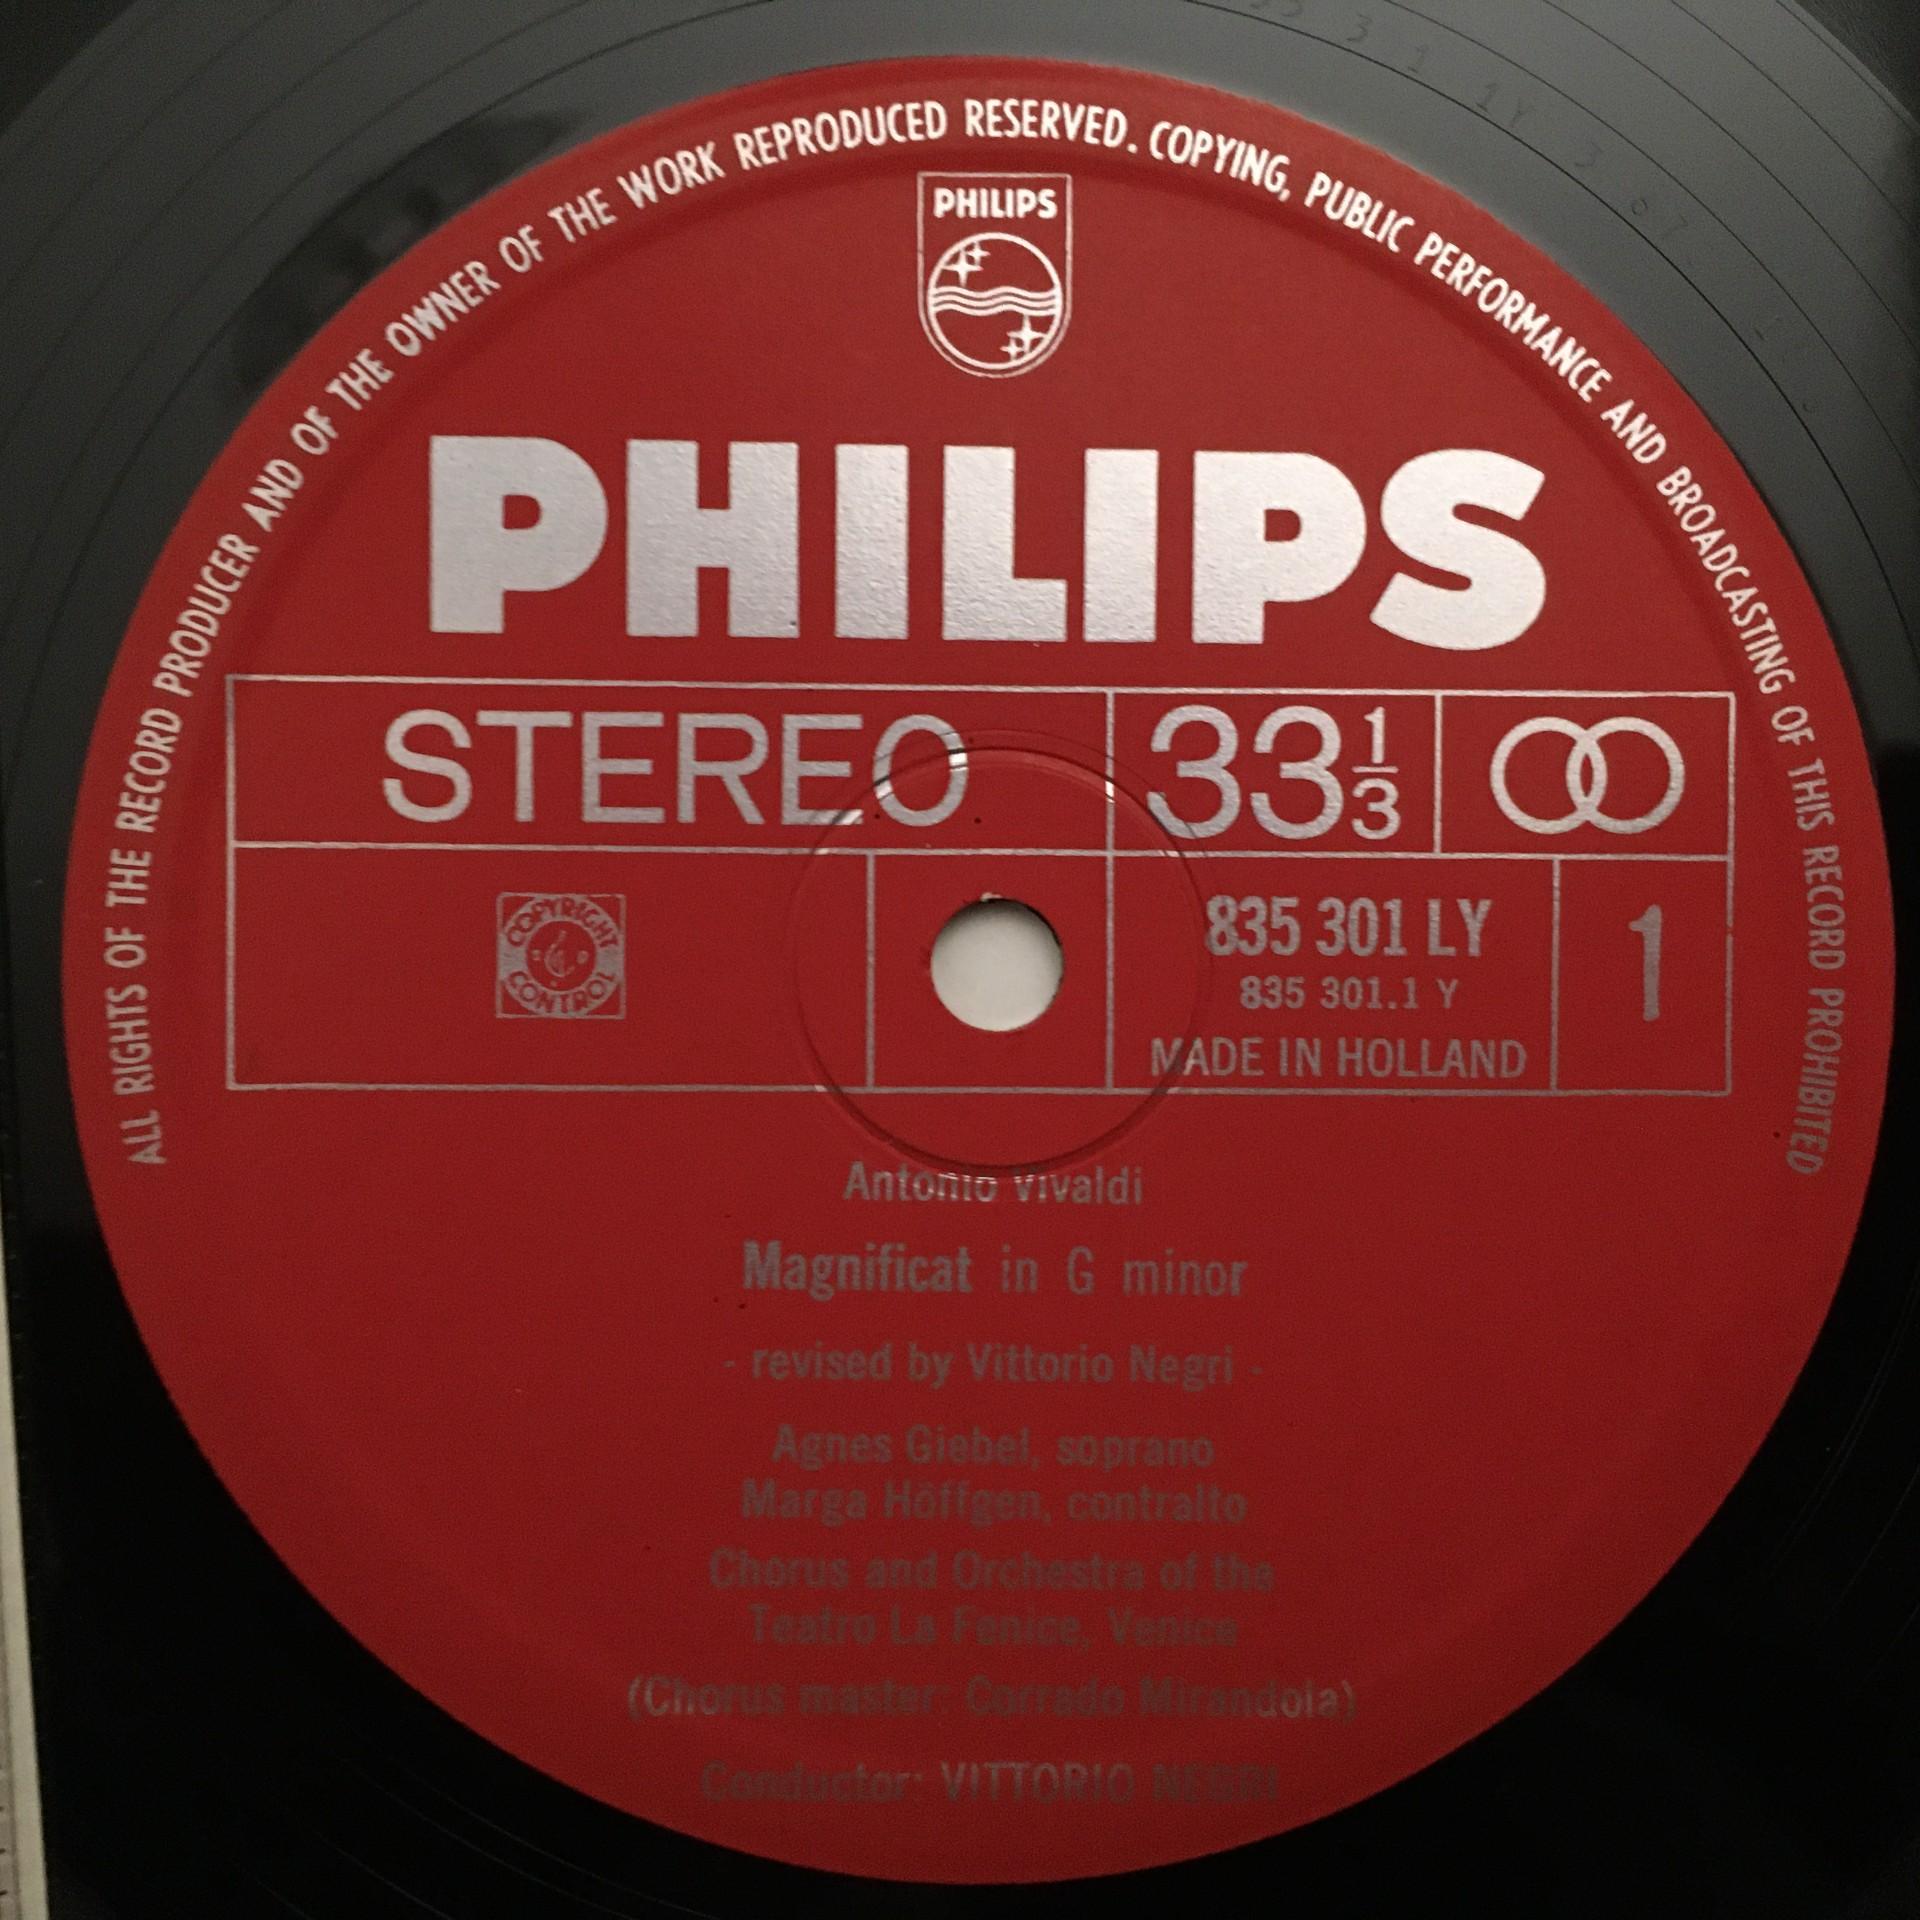 ALL RIGHTS OF THE RECORD PRODUCER AND OF THE OWNER OF THE WORK REPRODUCED RESERVED. COPYING, PUBLIC PERFORMANCE AND BROADCASTING OF THIS RECORD PROHIBITED
PHILIPS
PHILIPS
STEREO 33 1/3
COPYRIGHT
CONTROL
835 301 LY 1
835 301.1 Y
MADE IN HOLLAND
Antonio Vivaldi
Magnificat in G minor
- revised by Vittorio Negri -
Agnes Giebel, soprano
Marga Höffgen, contralto
Chorus and Orchestra of the
Teatro La Fenice, Venice
(Chorus master: Corrado Mirandola)
Conductor: VITTORIO NEGRI